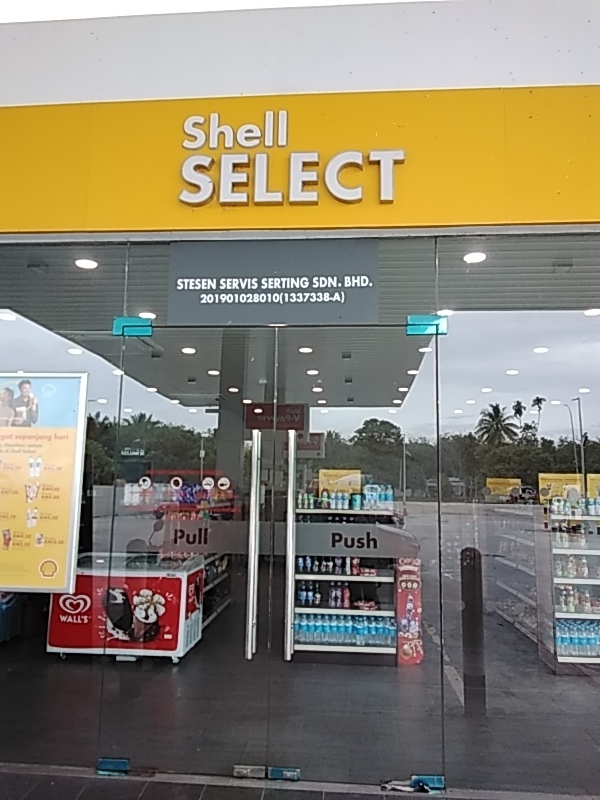 Shell
SELECT
STESEN SERVIS SERTING SDN. BHD.
201901028010(1337338-A)
Pull
Push
WALL'S